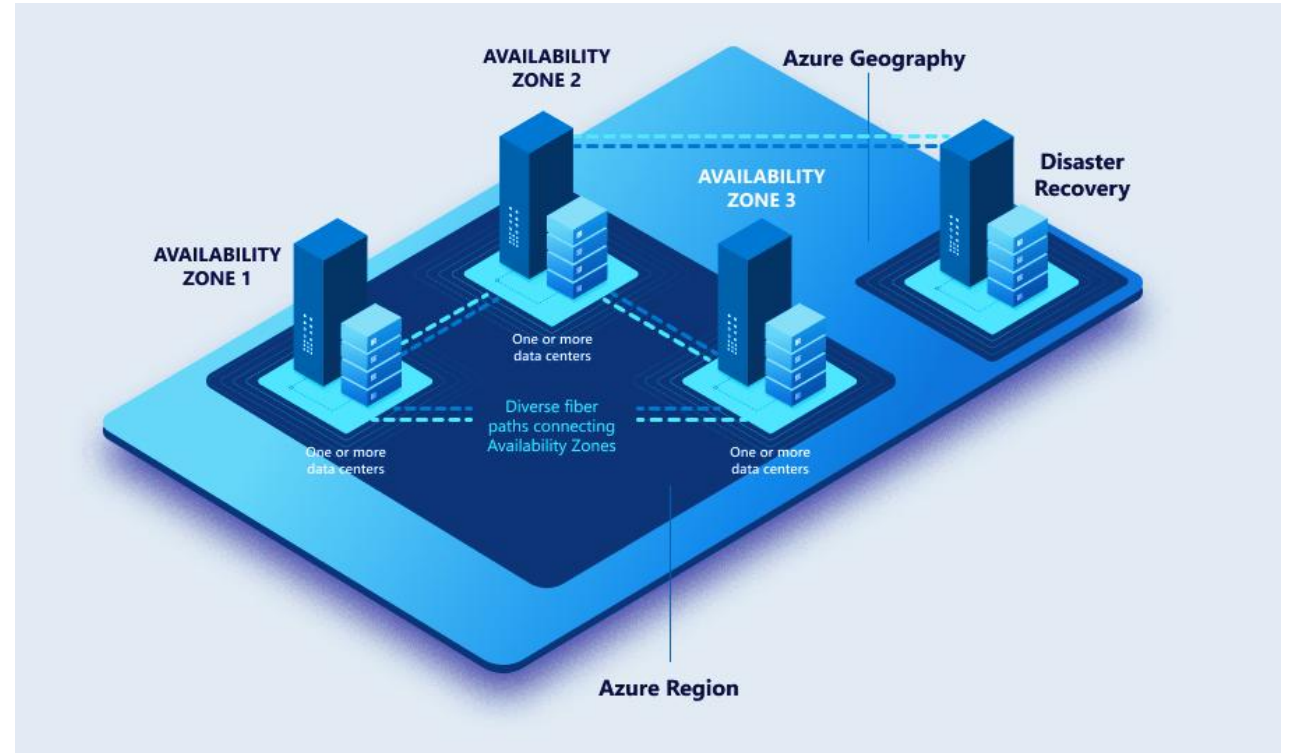 AVAILABILITY
ZONE 2
Azure Geography
Disaster
Recovery
AVAILABILITY
ZONE 3
AVAILABILITY
ZONE 1
One or more
data centers
Diverse fiber
paths connecting
Availability Zones
One or more
data centers
One or more
data centers
Azure Region